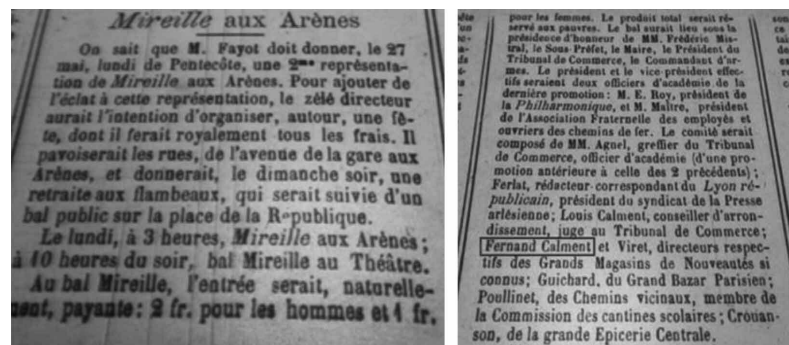 Mireille aux Arènes
On sait que M. Fayot doit donner, le 27
mai, lundi de Pentecôte, une 2me représenta-
tion de Mireille aux Arènes. Pour ajouter de
l'éclat à cette représentation, le zélé directeur
aurait l'intention d'organiser, autour, une fê-
te, dont il ferait royalement tous les frais. Il
pavoiserait les rues, de l'avenue de la gare aux
Arènes, et donnerait, le dimanche soir, une
retraite aux flambeaux, qui serait suivie d'un
bal public sur la place de la République.
Le lundi, à 3 heures, Mireille aux Arènes ;
à 10 heures du soir, bal Mireille au Théâtre.
Au bal Mireille, l'entrée serait, naturelle-
ment, payante : 2 fr. pour les hommes et 1 fr.
pour les femmes. Le produit total serait ré-
servé aux pauvres. Le bal aurait lieu sous la
présidence d'honneur de MM. Frédéric Mis-
tral, le Sous-Préfet, le Maire, le Président du
Tribunal de Commerce, le Commandant d'ar-
mes. Le président et le vice-président effec-
tifs seraient deux officiers d'académie de la
dernière promotion : M. E. Roy, président de
la Philharmonique, et M. Maître, président
de l'Association Fraternelle des employés et
ouvriers des chemins de fer. Le comité serait
composé de MM. Agnel, greffier du Tribunal
de Commerce, officier d'académie (d'une pro-
motion antérieure à celle des 2 précédents) ;
Ferlat, rédacteur-correspondant du Lyon ré-
publicain, président du syndicat de la Presse
arlésienne ; Louis Calment, conseiller d'arron-
dissement, juge au Tribunal de Commerce ;
Fernand Calment et Viret, directeurs respec-
tifs des Grands Magasins de Nouveautés si
connus ; Guichard, du Grand Bazar Parisien ;
Poullinet, des Chemins vicinaux, membre de
la Commission des cantines scolaires ; Crouan-
son, de la grande Epicerie Centrale.